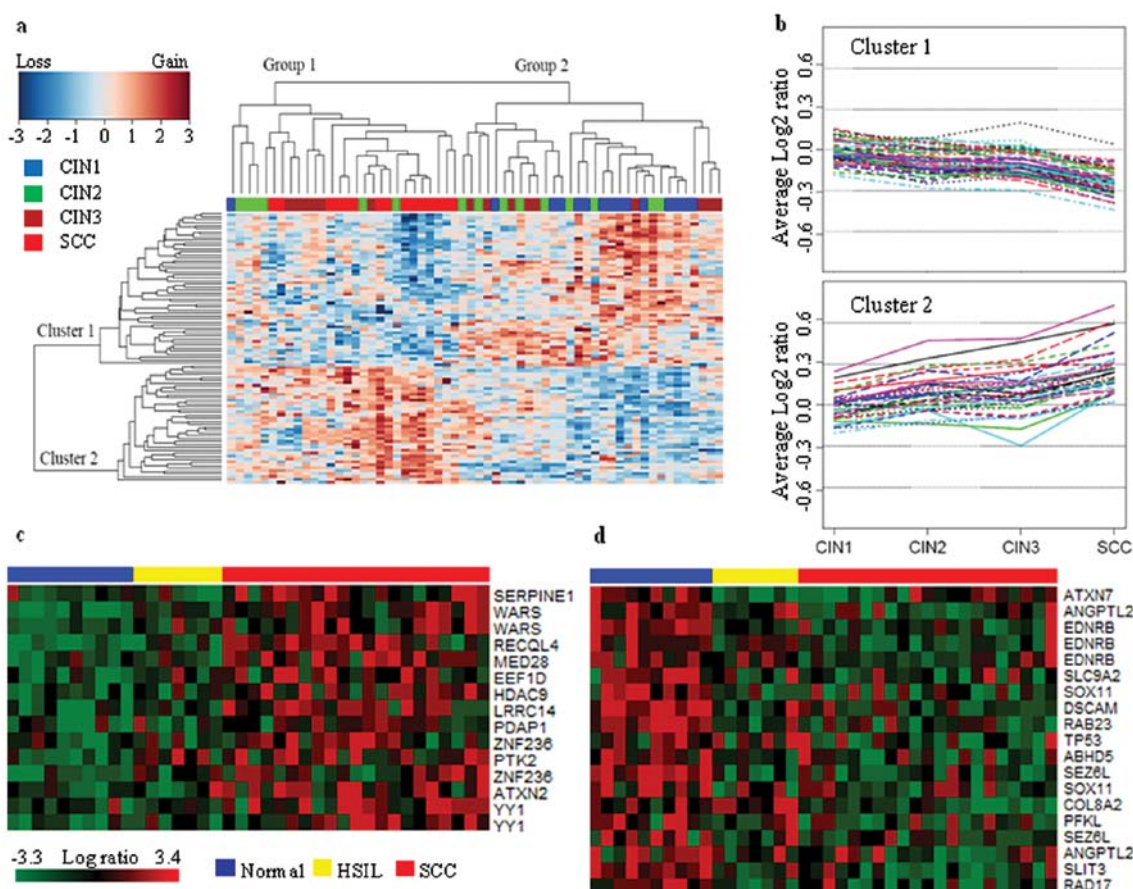 a
Loss Gain
-3 -2 -1 0 1 2 3
CIN1
CIN2
CIN3
SCC
Group 1
Group 2
Cluster 1
Cluster 2
b
Cluster 1
Average Log2 ratio
0.6
0.3
0.0
-0.3
-0.6
Cluster 2
Average Log2 ratio
0.6
0.3
0.0
-0.3
-0.6
CIN1 CIN2 CIN3 SCC
c
SERPINE1
WARS
WARS
RECQL4
MED28
EEF1D
HDAC9
LRRC14
PDAP1
ZNF236
PTK2
ZNF236
ATXN2
YY1
YY1
-3.3 Log ratio 3.4
Normal HSIL SCC
d
ATXN7
ANGPTL2
EDNRB
EDNRB
EDNRB
SLC9A2
SOX11
DSCAM
RAB23
TP53
ABHD5
SEZ6L
SOX11
COL8A2
PFKL
SEZ6L
ANGPTL2
SLIT3
RAD17